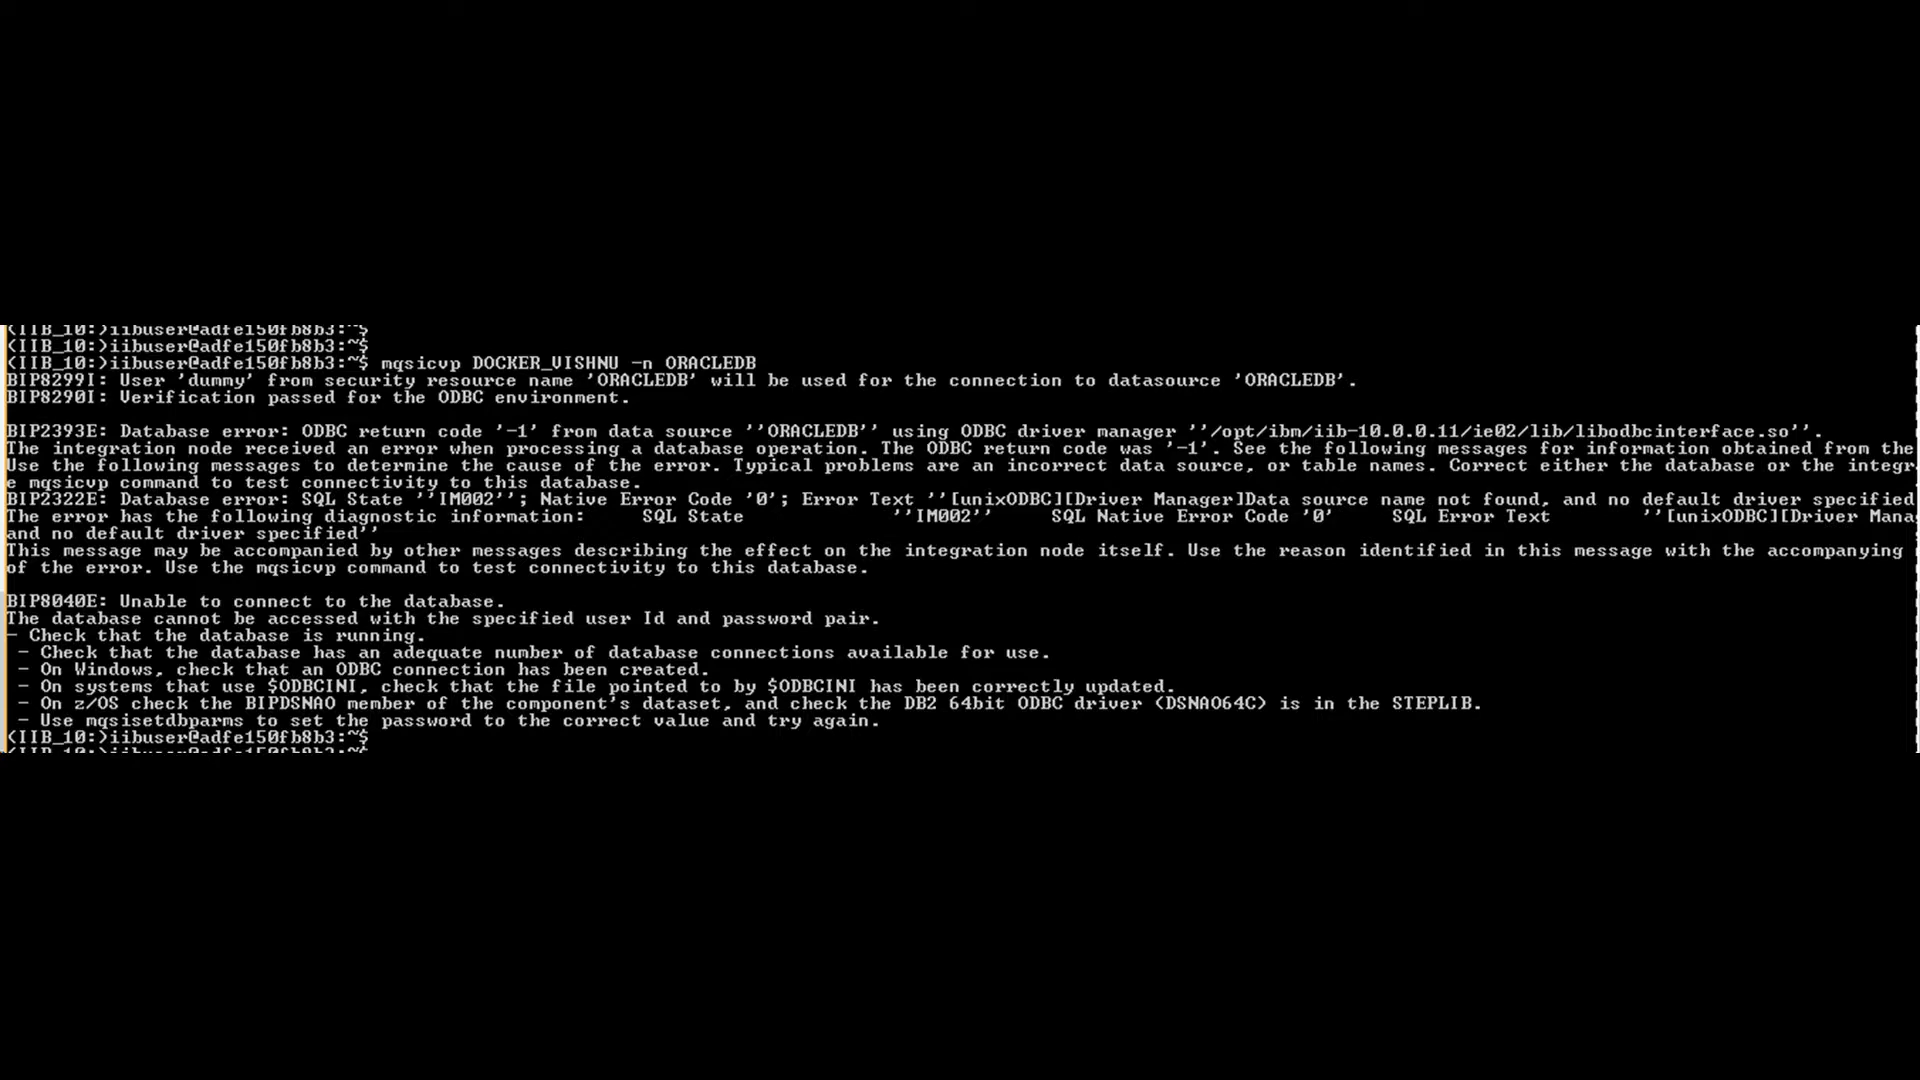 (IIB_10:)iibuser@adfe150fb8b3:~$
(IIB_10:)iibuser@adfe150fb8b3:~$
(IIB_10:)iibuser@adfe150fb8b3:~$ mqsicvp DOCKER_VISHNU -n ORACLEDB
BIP8299I: User 'dummy' from security resource name 'ORACLEDB' will be used for the connection to datasource 'ORACLEDB'.
BIP8290I: Verification passed for the ODBC environment.
BIP2393E: Database error: ODBC return code '-1' from data source ''ORACLEDB'' using ODBC driver manager ''/opt/ibm/iib-10.0.0.11/ie02/lib/libodbcinterface.so''.
The integration node received an error when processing a database operation. The ODBC return code was '-1'. See the following messages for information obtained from the
Use the following messages to determine the cause of the error. Typical problems are an incorrect data source, or table names. Correct either the database or the integr
e mqsicvp command to test connectivity to this database.
BIP2322E: Database error: SQL State ''IM002''; Native Error Code '0'; Error Text ''[unixODBC][Driver Manager]Data source name not found, and no default driver specified
The error has the following diagnostic information:     SQL State             ''IM002''     SQL Native Error Code '0'     SQL Error Text        ''[unixODBC][Driver Mana
and no default driver specified''
This message may be accompanied by other messages describing the effect on the integration node itself. Use the reason identified in this message with the accompanying
of the error. Use the mqsicvp command to test connectivity to this database.
BIP8040E: Unable to connect to the database.
The database cannot be accessed with the specified user Id and password pair.
- Check that the database is running.
- Check that the database has an adequate number of database connections available for use.
- On Windows, check that an ODBC connection has been created.
- On systems that use $ODBCINI, check that the file pointed to by $ODBCINI has been correctly updated.
- On z/OS check the BIPDSNAO member of the component's dataset, and check the DB2 64bit ODBC driver (DSNAO64C) is in the STEPLIB.
- Use mqsisetdbparms to set the password to the correct value and try again.
(IIB_10:)iibuser@adfe150fb8b3:~$
(IIB_10:)iibuser@adfe150fb8b3:~$